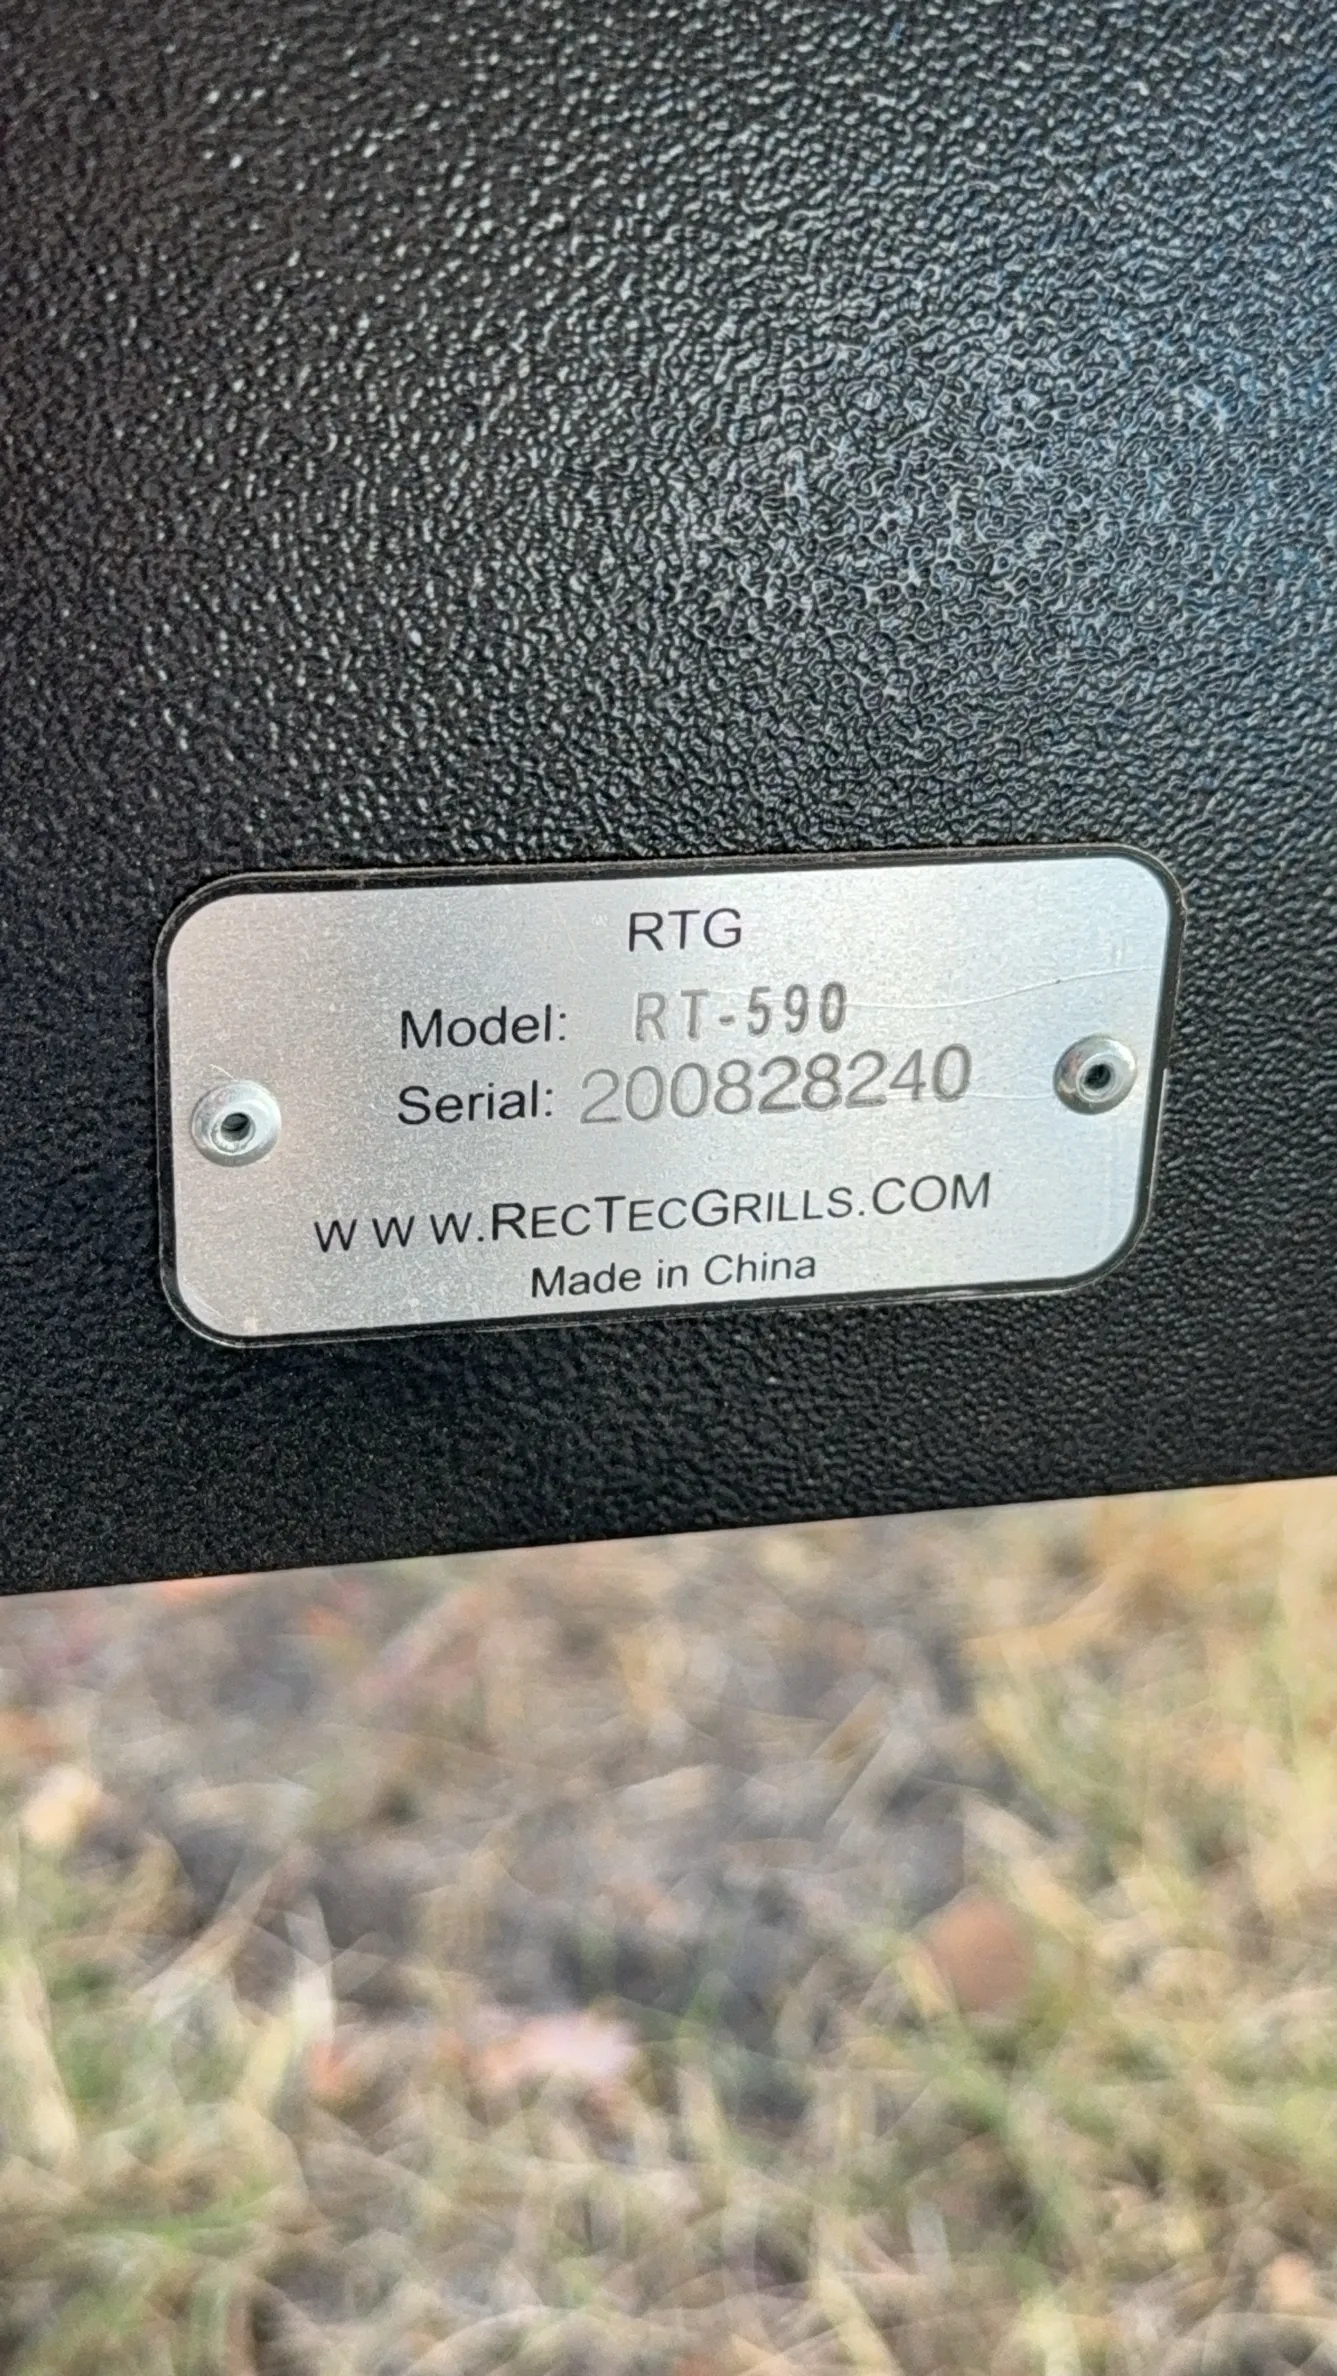 RTG
Model: RT-590
Serial: 200828240
WWW.RECTECGRILLS.COM
Made in China